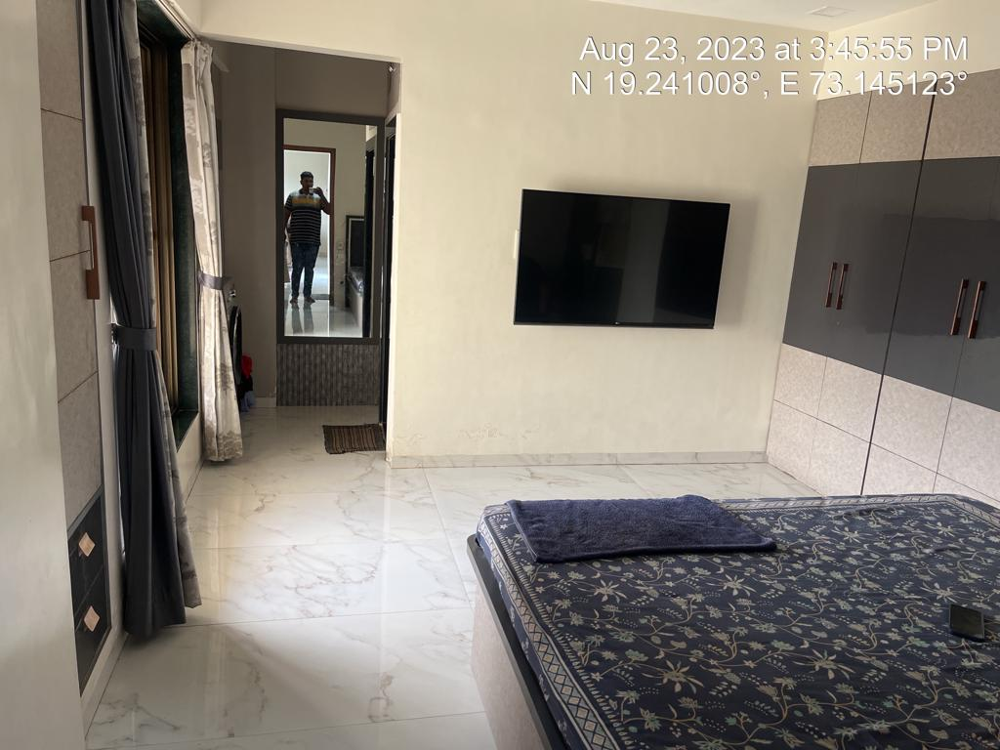 Aug 23, 2023 at 3:45:55 PM
N 19.241008°, E 73.145123°